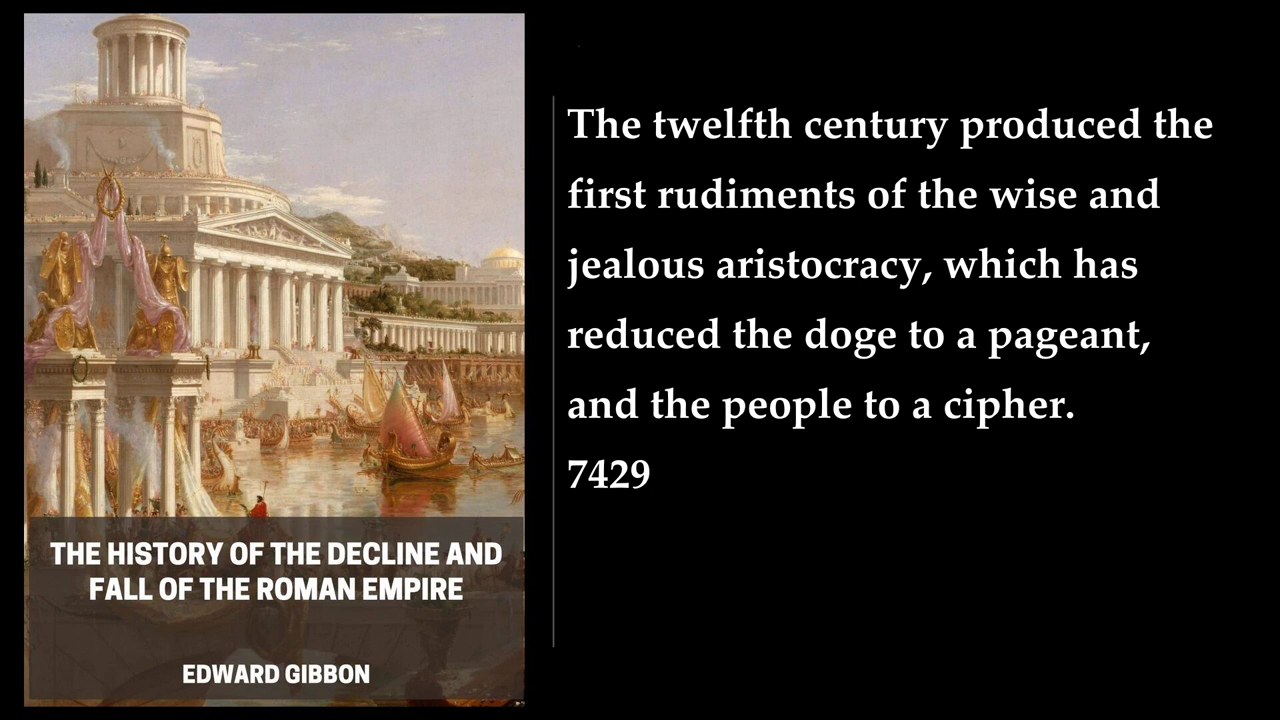 The twelfth century produced the
first rudiments of the wise and
jealous aristocracy, which has
reduced the doge to a pageant,
and the people to a cipher.
7429
THE HISTORY OF THE DECLINE AND
FALL OF THE ROMAN EMPIRE
EDWARD GIBBON